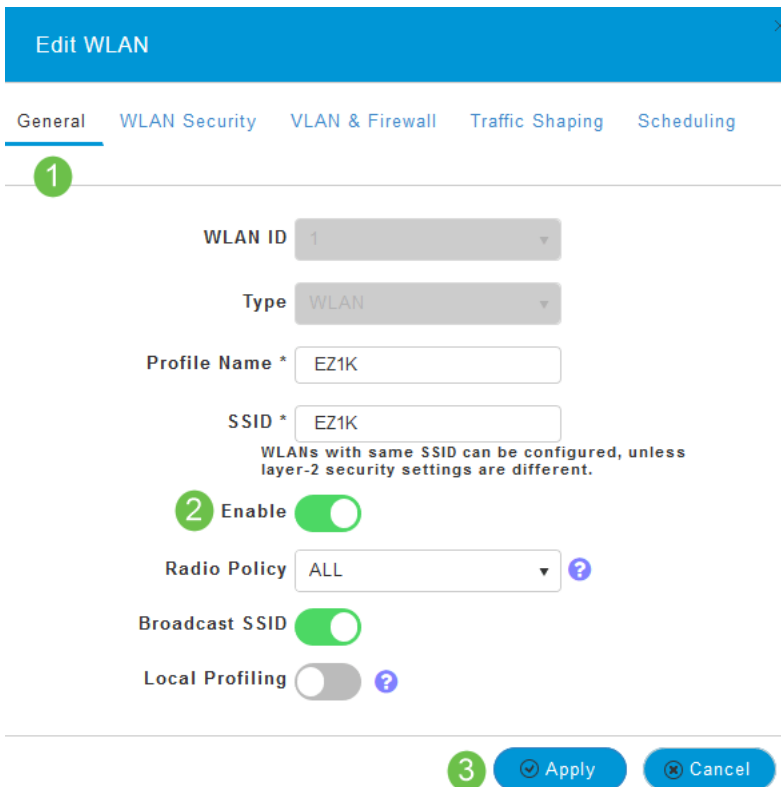 Edit WLAN
General WLAN Security VLAN & Firewall Traffic Shaping Scheduling
1
WLAN ID 1
Type WLAN
Profile Name * EZ1K
SSID * EZ1K
WLANs with same SSID can be configured, unless
layer-2 security settings are different.
2 Enable
Radio Policy ALL ?
Broadcast SSID
Local Profiling ?
3 Apply Cancel